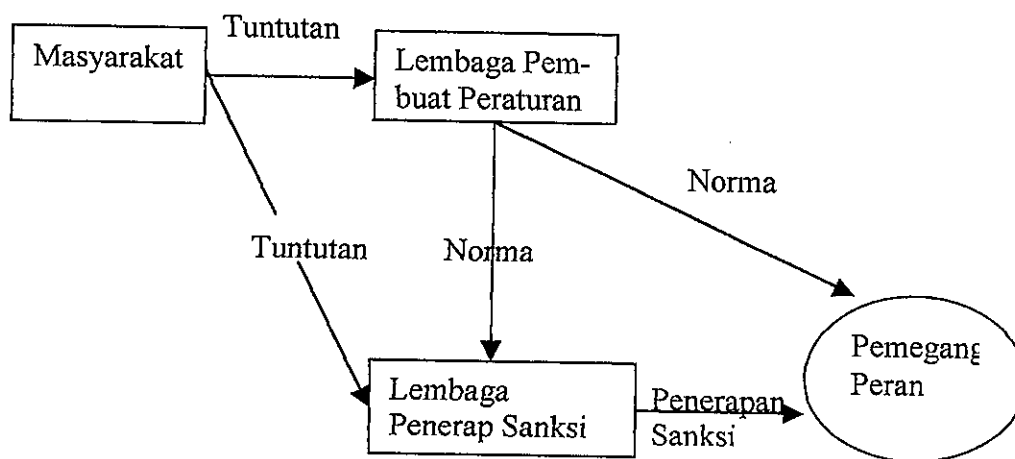 Tuntutan
Masyarakat
Lembaga Pem-
buat Peraturan
Norma
Tuntutan
Norma
Pemegang
Peran
Lembaga
Penerap Sanksi
Penerapan
Sanksi